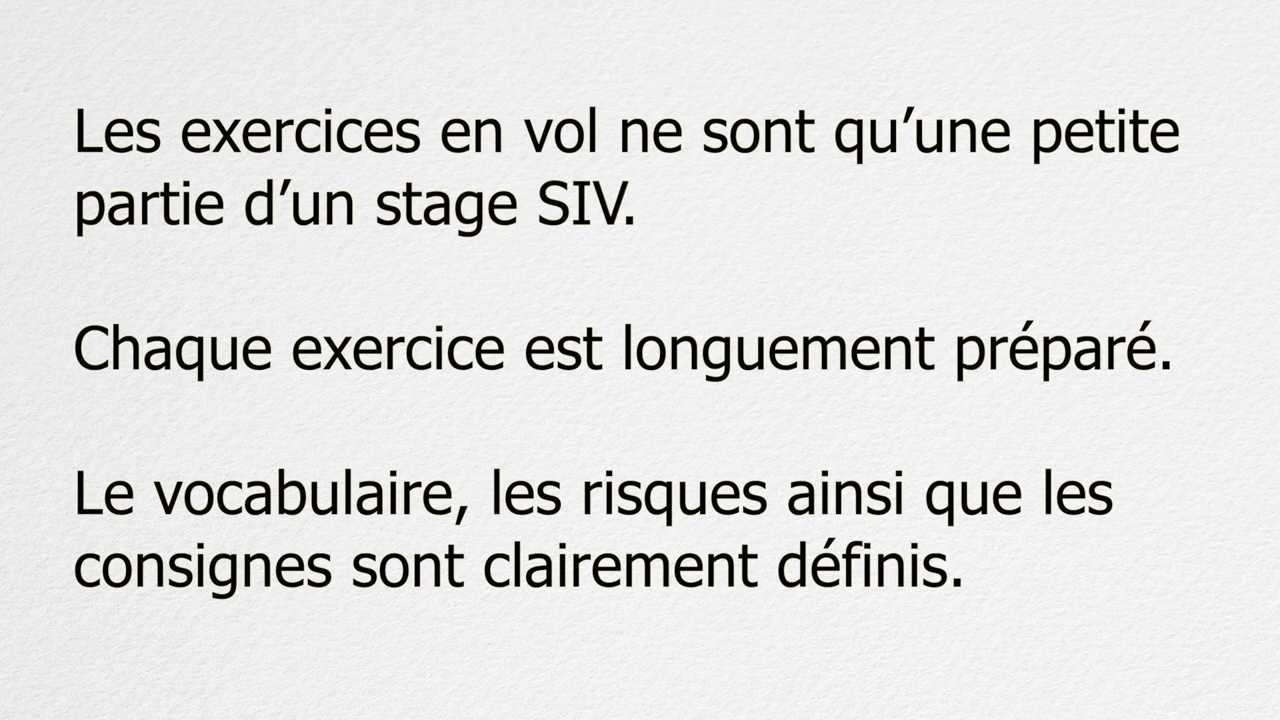 Les exercices en vol ne sont qu’une petite
partie d’un stage SIV.
Chaque exercice est longuement préparé.
Le vocabulaire, les risques ainsi que les
consignes sont clairement définis.